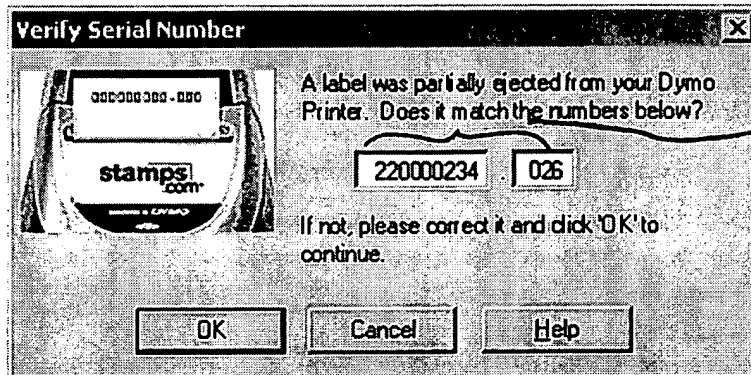 Verify Serial Number
000000000-000
stamps
.com
A label was partially ejected from your Dymo
Printer. Does it match the numbers below?
220000234 . 026
If not, please correct it and click 'OK' to
continue.
OK Cancel Help